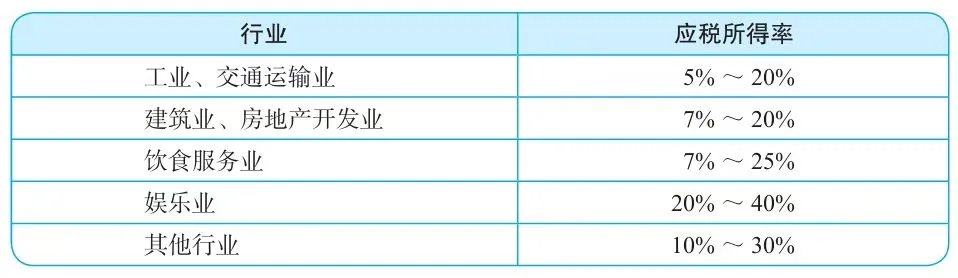 行业 应税所得率
工业、交通运输业 5% ~ 20%
建筑业、房地产开发业 7% ~ 20%
饮食服务业 7% ~ 25%
娱乐业 20% ~ 40%
其他行业 10% ~ 30%